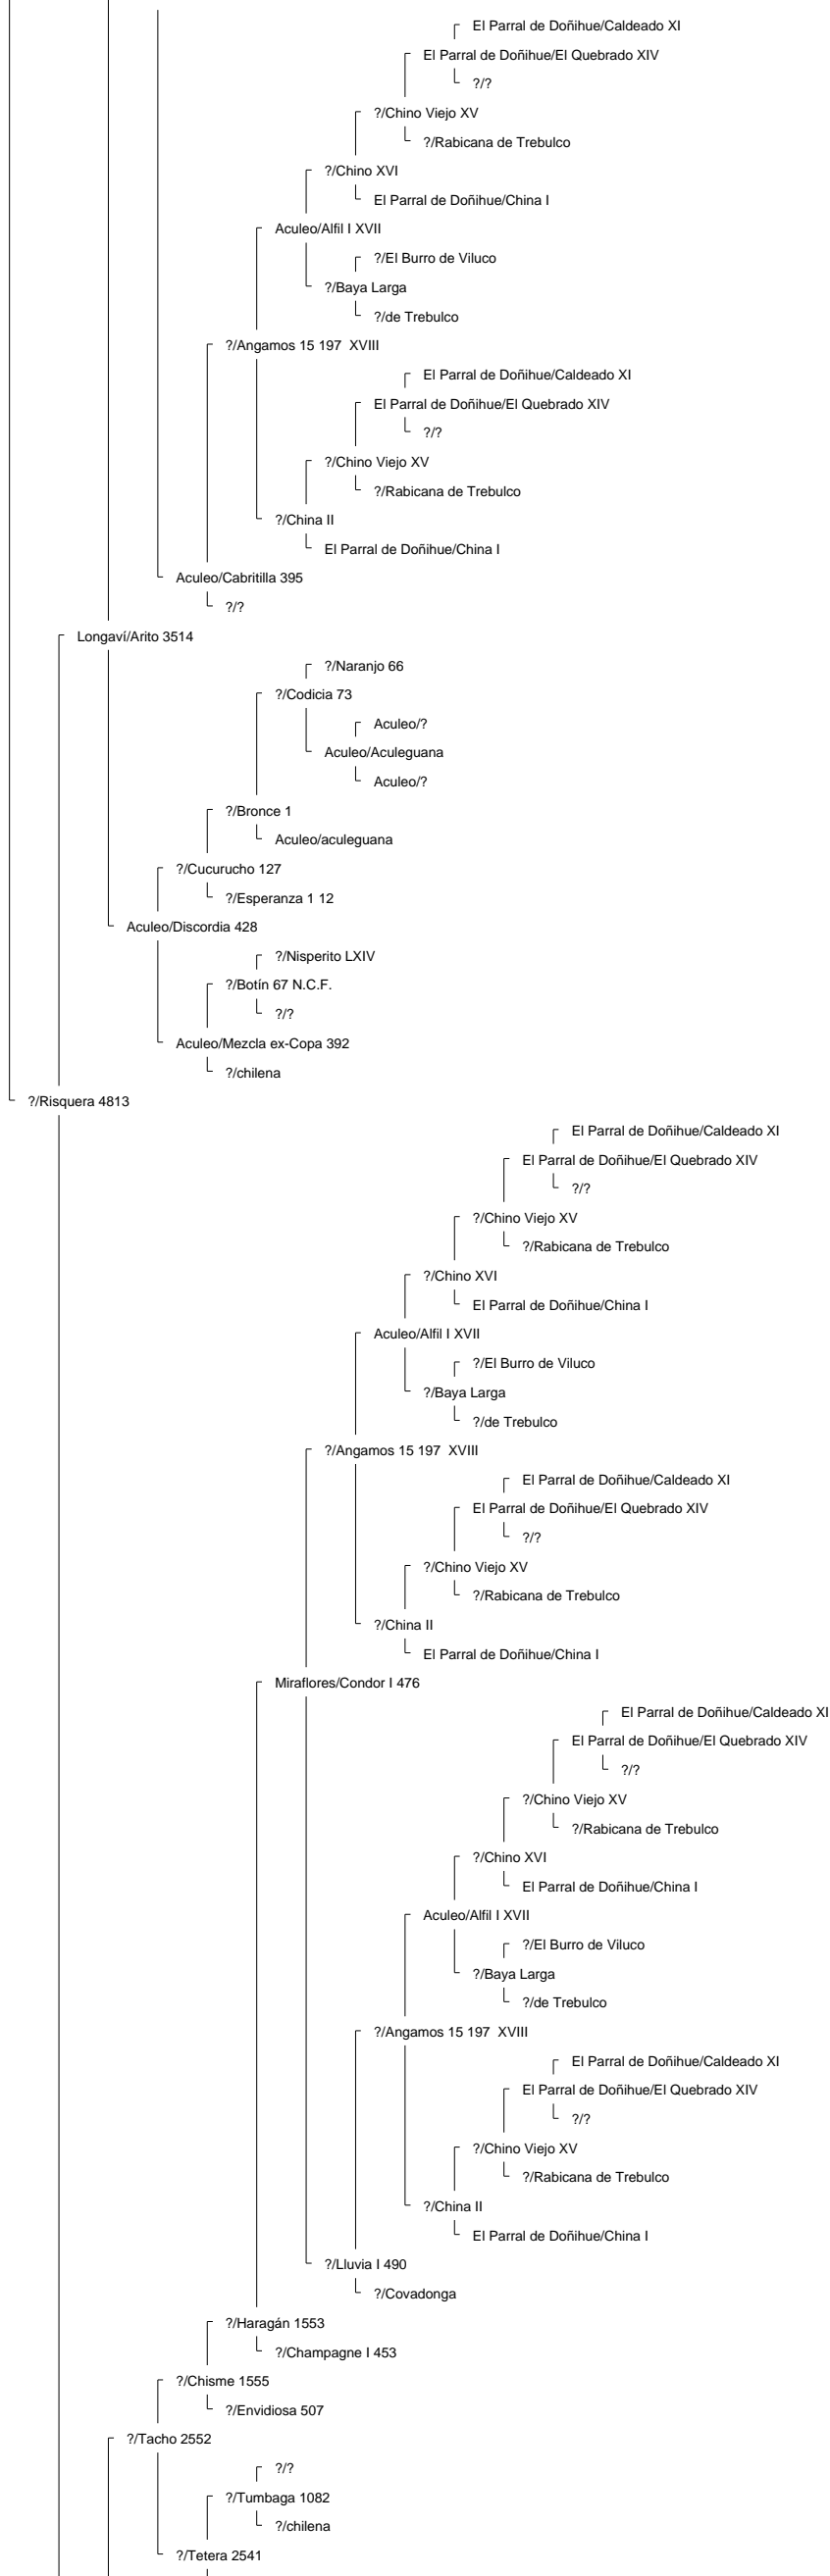 El Parral de Doñihue/Caldeado XI
El Parral de Doñihue/El Quebrado XIV
?/?
?/Chino Viejo XV
?/Rabicana de Trebulco
?/Chino XVI
El Parral de Doñihue/China I
Aculeo/Alfil I XVII
?/El Burro de Viluco
?/Baya Larga
?/de Trebulco
?/Angamos 15 197  XVIII
El Parral de Doñihue/Caldeado XI
El Parral de Doñihue/El Quebrado XIV
?/?
?/Chino Viejo XV
?/Rabicana de Trebulco
?/China II
El Parral de Doñihue/China I
Aculeo/Cabritilla 395
?/?
Longaví/Arito 3514
?/Naranjo 66
?/Codicia 73
Aculeo/?
Aculeo/Aculeguana
Aculeo/?
?/Bronce 1
Aculeo/aculeguana
?/Cucurucho 127
?/Esperanza 1 12
Aculeo/Discordia 428
?/Nisperito LXIV
?/Botín 67 N.C.F.
?/?
Aculeo/Mezcla ex-Copa 392
?/chilena
?/Risquera 4813
El Parral de Doñihue/Caldeado XI
El Parral de Doñihue/El Quebrado XIV
?/?
?/Chino Viejo XV
?/Rabicana de Trebulco
?/Chino XVI
El Parral de Doñihue/China I
Aculeo/Alfil I XVII
?/El Burro de Viluco
?/Baya Larga
?/de Trebulco
?/Angamos 15 197  XVIII
El Parral de Doñihue/Caldeado XI
El Parral de Doñihue/El Quebrado XIV
?/?
?/Chino Viejo XV
?/Rabicana de Trebulco
?/China II
El Parral de Doñihue/China I
Miraflores/Condor I 476
El Parral de Doñihue/Caldeado XI
El Parral de Doñihue/El Quebrado XIV
?/?
?/Chino Viejo XV
?/Rabicana de Trebulco
?/Chino XVI
El Parral de Doñihue/China I
Aculeo/Alfil I XVII
?/El Burro de Viluco
?/Baya Larga
?/de Trebulco
?/Angamos 15 197  XVIII
El Parral de Doñihue/Caldeado XI
El Parral de Doñihue/El Quebrado XIV
?/?
?/Chino Viejo XV
?/Rabicana de Trebulco
?/China II
El Parral de Doñihue/China I
?/Lluvia I 490
?/Covadonga
?/Haragán 1553
?/Champagne I 453
?/Chisme 1555
?/Envidiosa 507
?/Tacho 2552
?/?
?/Tumbaga 1082
?/chilena
?/Tetera 2541